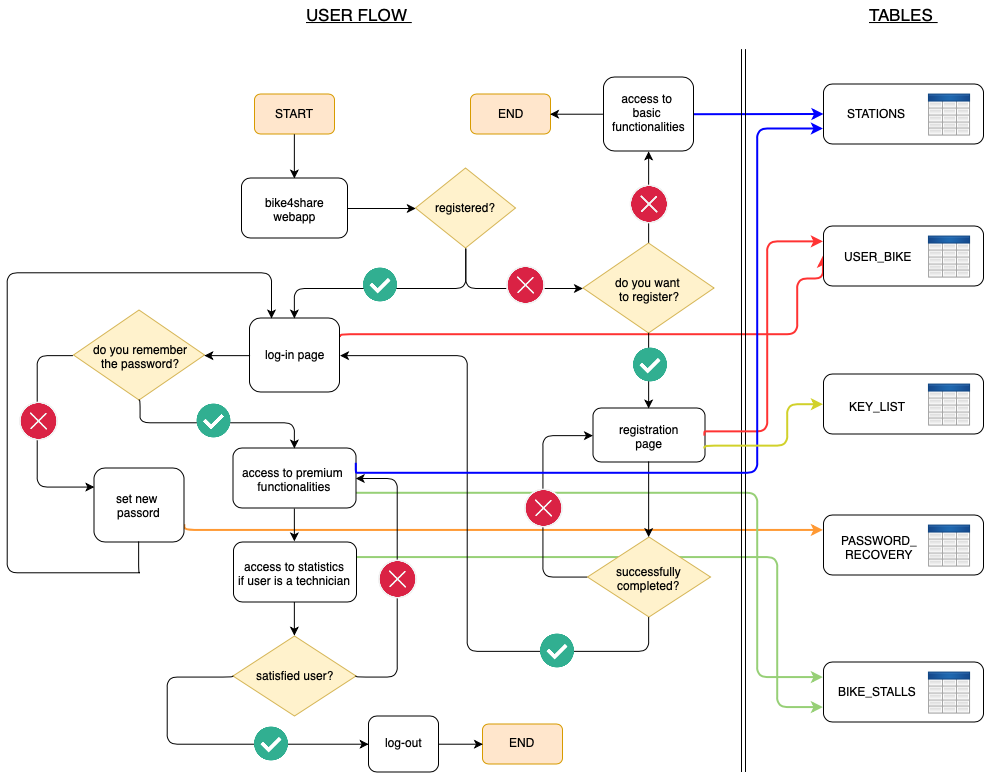 USER FLOW
TABLES
START
END
access to
basic
functionalities
STATIONS
bike4share
webapp
registered?
do you want
to register?
USER_BIKE
do you remember
the password?
log-in page
registration
page
KEY_LIST
access to premium
functionalities
set new
passord
PASSWORD_
RECOVERY
access to statistics
if user is a technician
successfully
completed?
satisfied user?
BIKE_STALLS
log-out
END